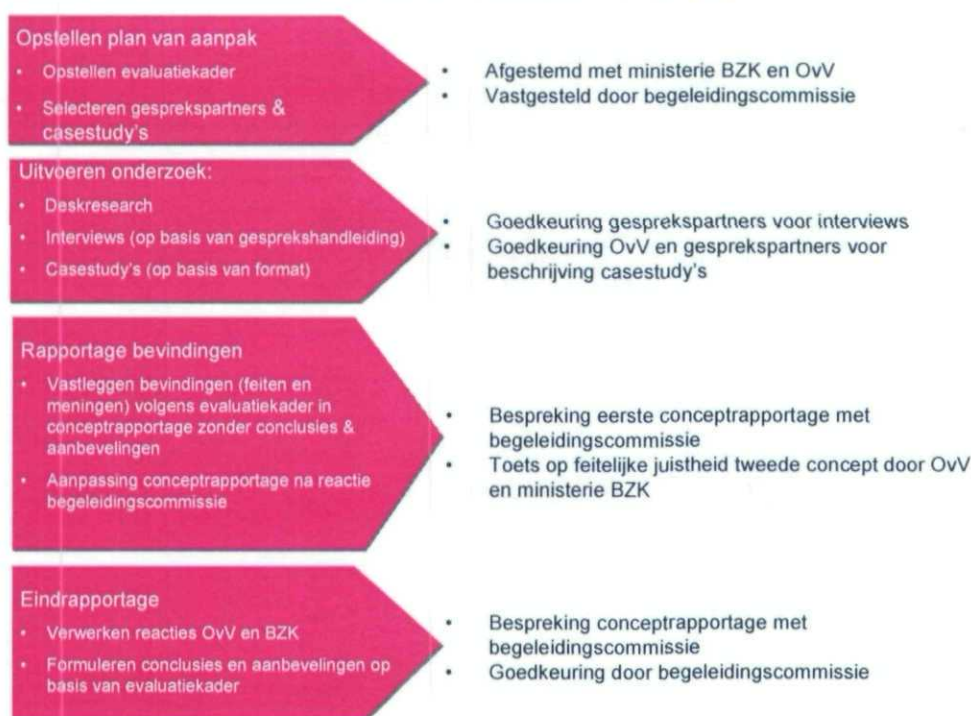 Opstellen plan van aanpak
• Opstellen evaluatiekader
• Selecteren gesprekspartners &
casestudy's
• Afgestemd met ministerie BZK en OvV
• Vastgesteld door begeleidingscommissie
Uitvoeren onderzoek:
• Deskresearch
• Interviews (op basis van gesprekshandleiding)
• Casestudy's (op basis van format)
• Goedkeuring gesprekspartners voor interviews
• Goedkeuring OvV en gesprekspartners voor
beschrijving casestudy's
Rapportage bevindingen
• Vastleggen bevindingen (feiten en
meningen) volgens evaluatiekader in
conceptrapportage zonder conclusies &
aanbevelingen
• Aanpassing conceptrapportage na reactie
begeleidingscommissie
• Bespreking eerste conceptrapportage met
begeleidingscommissie
• Toets op feitelijke juistheid tweede concept door OvV
en ministerie BZK
Eindrapportage
• Verwerken reacties OvV en BZK
• Formuleren conclusies en aanbevelingen op
basis van evaluatiekader
• Bespreking conceptrapportage met
begeleidingscommissie
• Goedkeuring door begeleidingscommissie